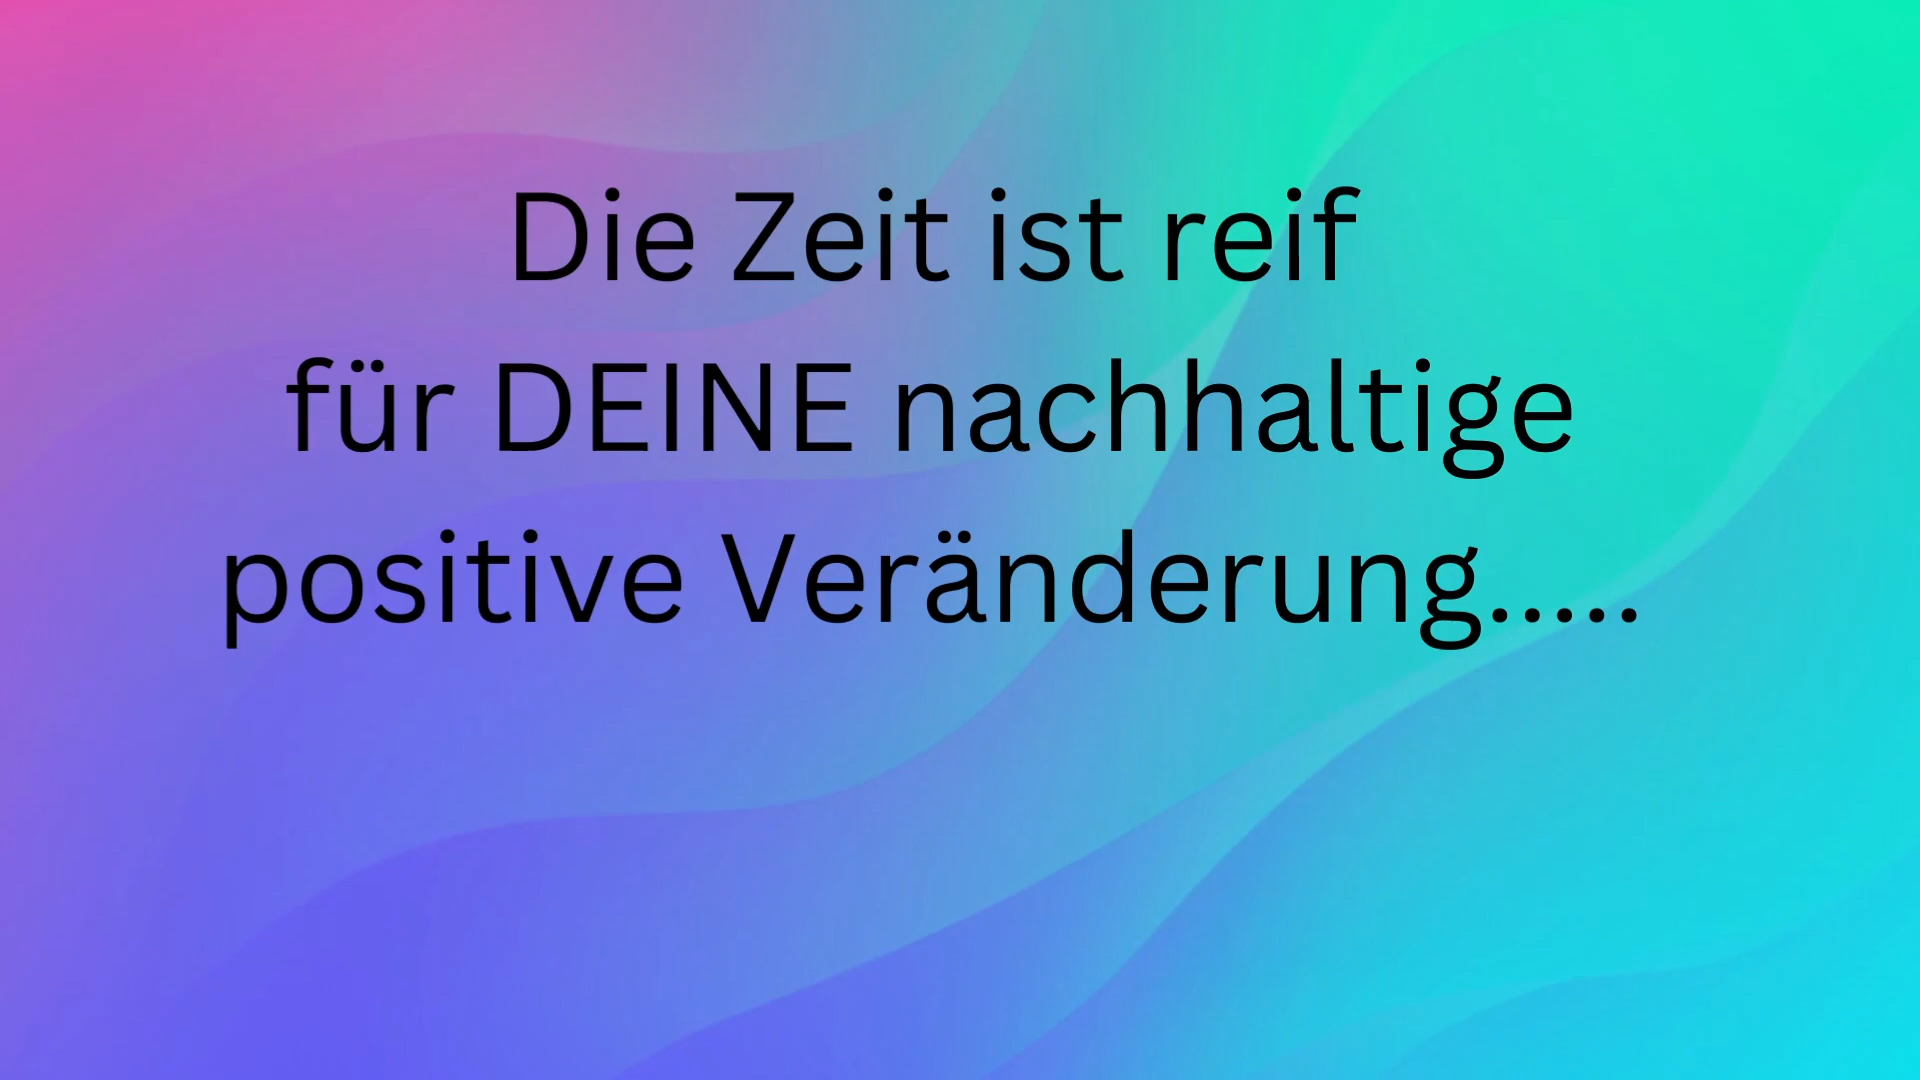 Die Zeit ist reif
für DEINE nachhaltige
positive Veränderung.....